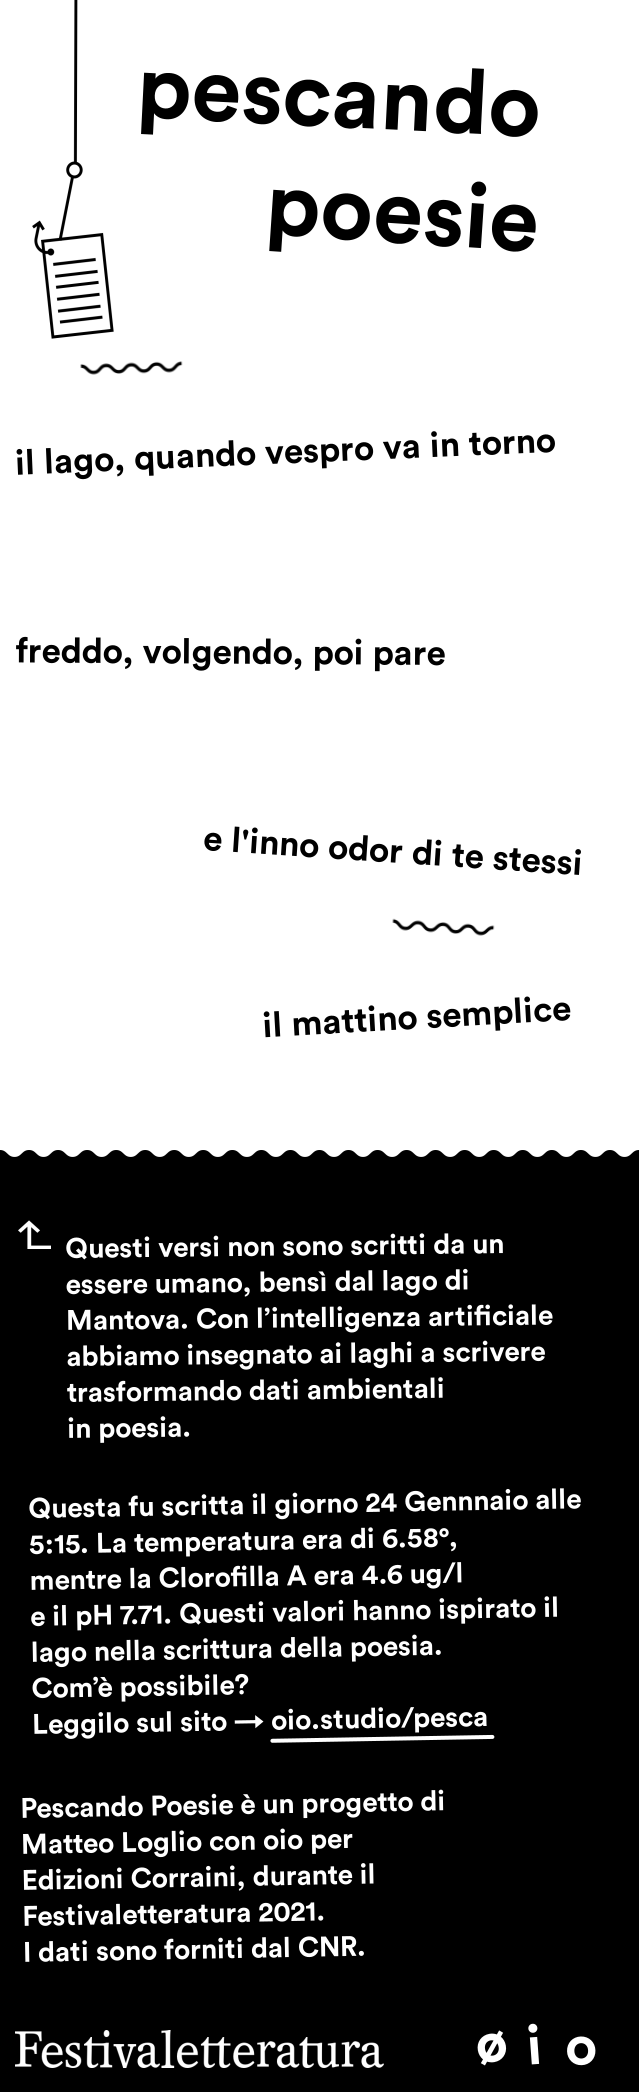 pescando
poesie
il lago, quando vespro va in torno
freddo, volgendo, poi pare
e l'inno odor di te stessi
il mattino semplice
Questi versi non sono scritti da un
essere umano, bensì dal lago di
Mantova. Con l’intelligenza artificiale
abbiamo insegnato ai laghi a scrivere
trasformando dati ambientali
in poesia.
Questa fu scritta il giorno 24 Gennnaio alle
5:15. La temperatura era di 6.58°,
mentre la Clorofilla A era 4.6 ug/l
e il pH 7.71. Questi valori hanno ispirato il
lago nella scrittura della poesia.
Com’è possibile?
Leggilo sul sito → oio.studio/pesca
Pescando Poesie è un progetto di
Matteo Loglio con oio per
Edizioni Corraini, durante il
Festivaletteratura 2021.
I dati sono forniti dal CNR.
Festivaletteratura ø i o